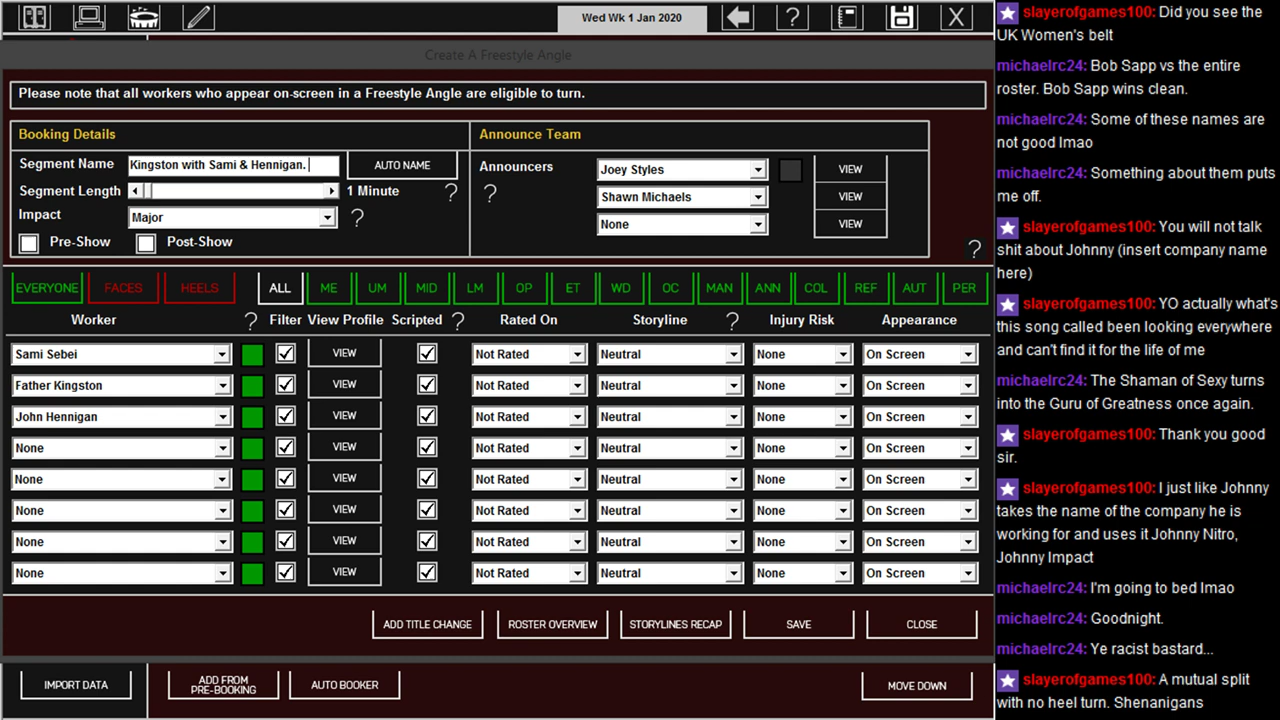 Wed Wk 1 Jan 2020
Create A Freestyle Angle
Please note that all workers who appear on-screen in a Freestyle Angle are eligible to turn.
Booking Details
Segment Name Kingston with Sami & Hennigan. AUTO NAME
Segment Length 1 Minute ?
Impact Major ?
Pre-Show Post-Show
Announce Team
Announcers Joey Styles VIEW
? Shawn Michaels VIEW
None VIEW
?
EVERYONE FACES HEELS ALL ME UM MID LM OP ET WD OC MAN ANN COL REF AUT PER
Worker ? Filter View Profile Scripted ? Rated On Storyline ? Injury Risk Appearance
Sami Sebei VIEW Not Rated Neutral None On Screen
Father Kingston VIEW Not Rated Neutral None On Screen
John Hennigan VIEW Not Rated Neutral None On Screen
None VIEW Not Rated Neutral None On Screen
None VIEW Not Rated Neutral None On Screen
None VIEW Not Rated Neutral None On Screen
None VIEW Not Rated Neutral None On Screen
None VIEW Not Rated Neutral None On Screen
ADD TITLE CHANGE ROSTER OVERVIEW STORYLINES RECAP SAVE CLOSE
IMPORT DATA ADD FROM PRE-BOOKING AUTO BOOKER MOVE DOWN
slayerofgames100: Did you see the
UK Women's belt
michaelrc24: Bob Sapp vs the entire
roster. Bob Sapp wins clean.
michaelrc24: Some of these names are
not good lmao
michaelrc24: Something about them puts
me off.
slayerofgames100: You will not talk
shit about Johnny (insert company name
here)
slayerofgames100: YO actually what's
this song called been looking everywhere
and can't find it for the life of me
michaelrc24: The Shaman of Sexy turns
into the Guru of Greatness once again.
slayerofgames100: Thank you good
sir.
slayerofgames100: I just like Johnny
takes the name of the company he is
working for and uses it Johnny Nitro,
Johnny Impact
michaelrc24: I'm going to bed lmao
michaelrc24: Goodnight.
michaelrc24: Ye racist bastard...
slayerofgames100: A mutual split
with no heel turn. Shenanigans